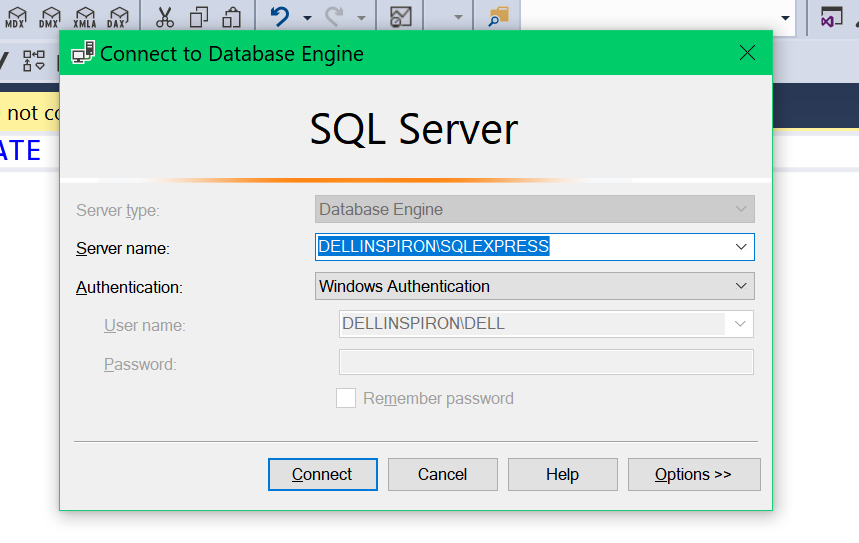 MDX DMX XMLA DAX
Connect to Database Engine
not co
ATE
SQL Server
Server type:
Database Engine
Server name:
DELLINSPIRON\SQLEXPRESS
Authentication:
Windows Authentication
User name:
DELLINSPIRON\DELL
Password:
Remember password
Connect Cancel Help Options >>